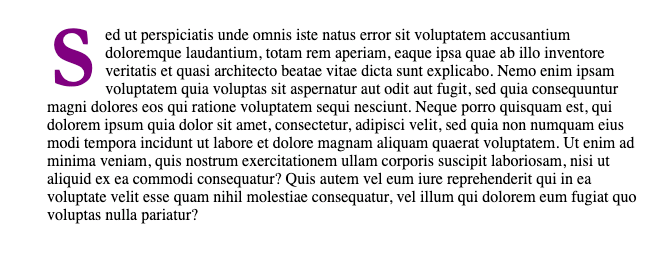 Sed ut perspiciatis unde omnis iste natus error sit voluptatem accusantium
doloremque laudantium, totam rem aperiam, eaque ipsa quae ab illo inventore
veritatis et quasi architecto beatae vitae dicta sunt explicabo. Nemo enim ipsam
voluptatem quia voluptas sit aspernatur aut odit aut fugit, sed quia consequuntur
magni dolores eos qui ratione voluptatem sequi nesciunt. Neque porro quisquam est, qui
dolorem ipsum quia dolor sit amet, consectetur, adipisci velit, sed quia non numquam eius
modi tempora incidunt ut labore et dolore magnam aliquam quaerat voluptatem. Ut enim ad
minima veniam, quis nostrum exercitationem ullam corporis suscipit laboriosam, nisi ut
aliquid ex ea commodi consequatur? Quis autem vel eum iure reprehenderit qui in ea
voluptate velit esse quam nihil molestiae consequatur, vel illum qui dolorem eum fugiat quo
voluptas nulla pariatur?